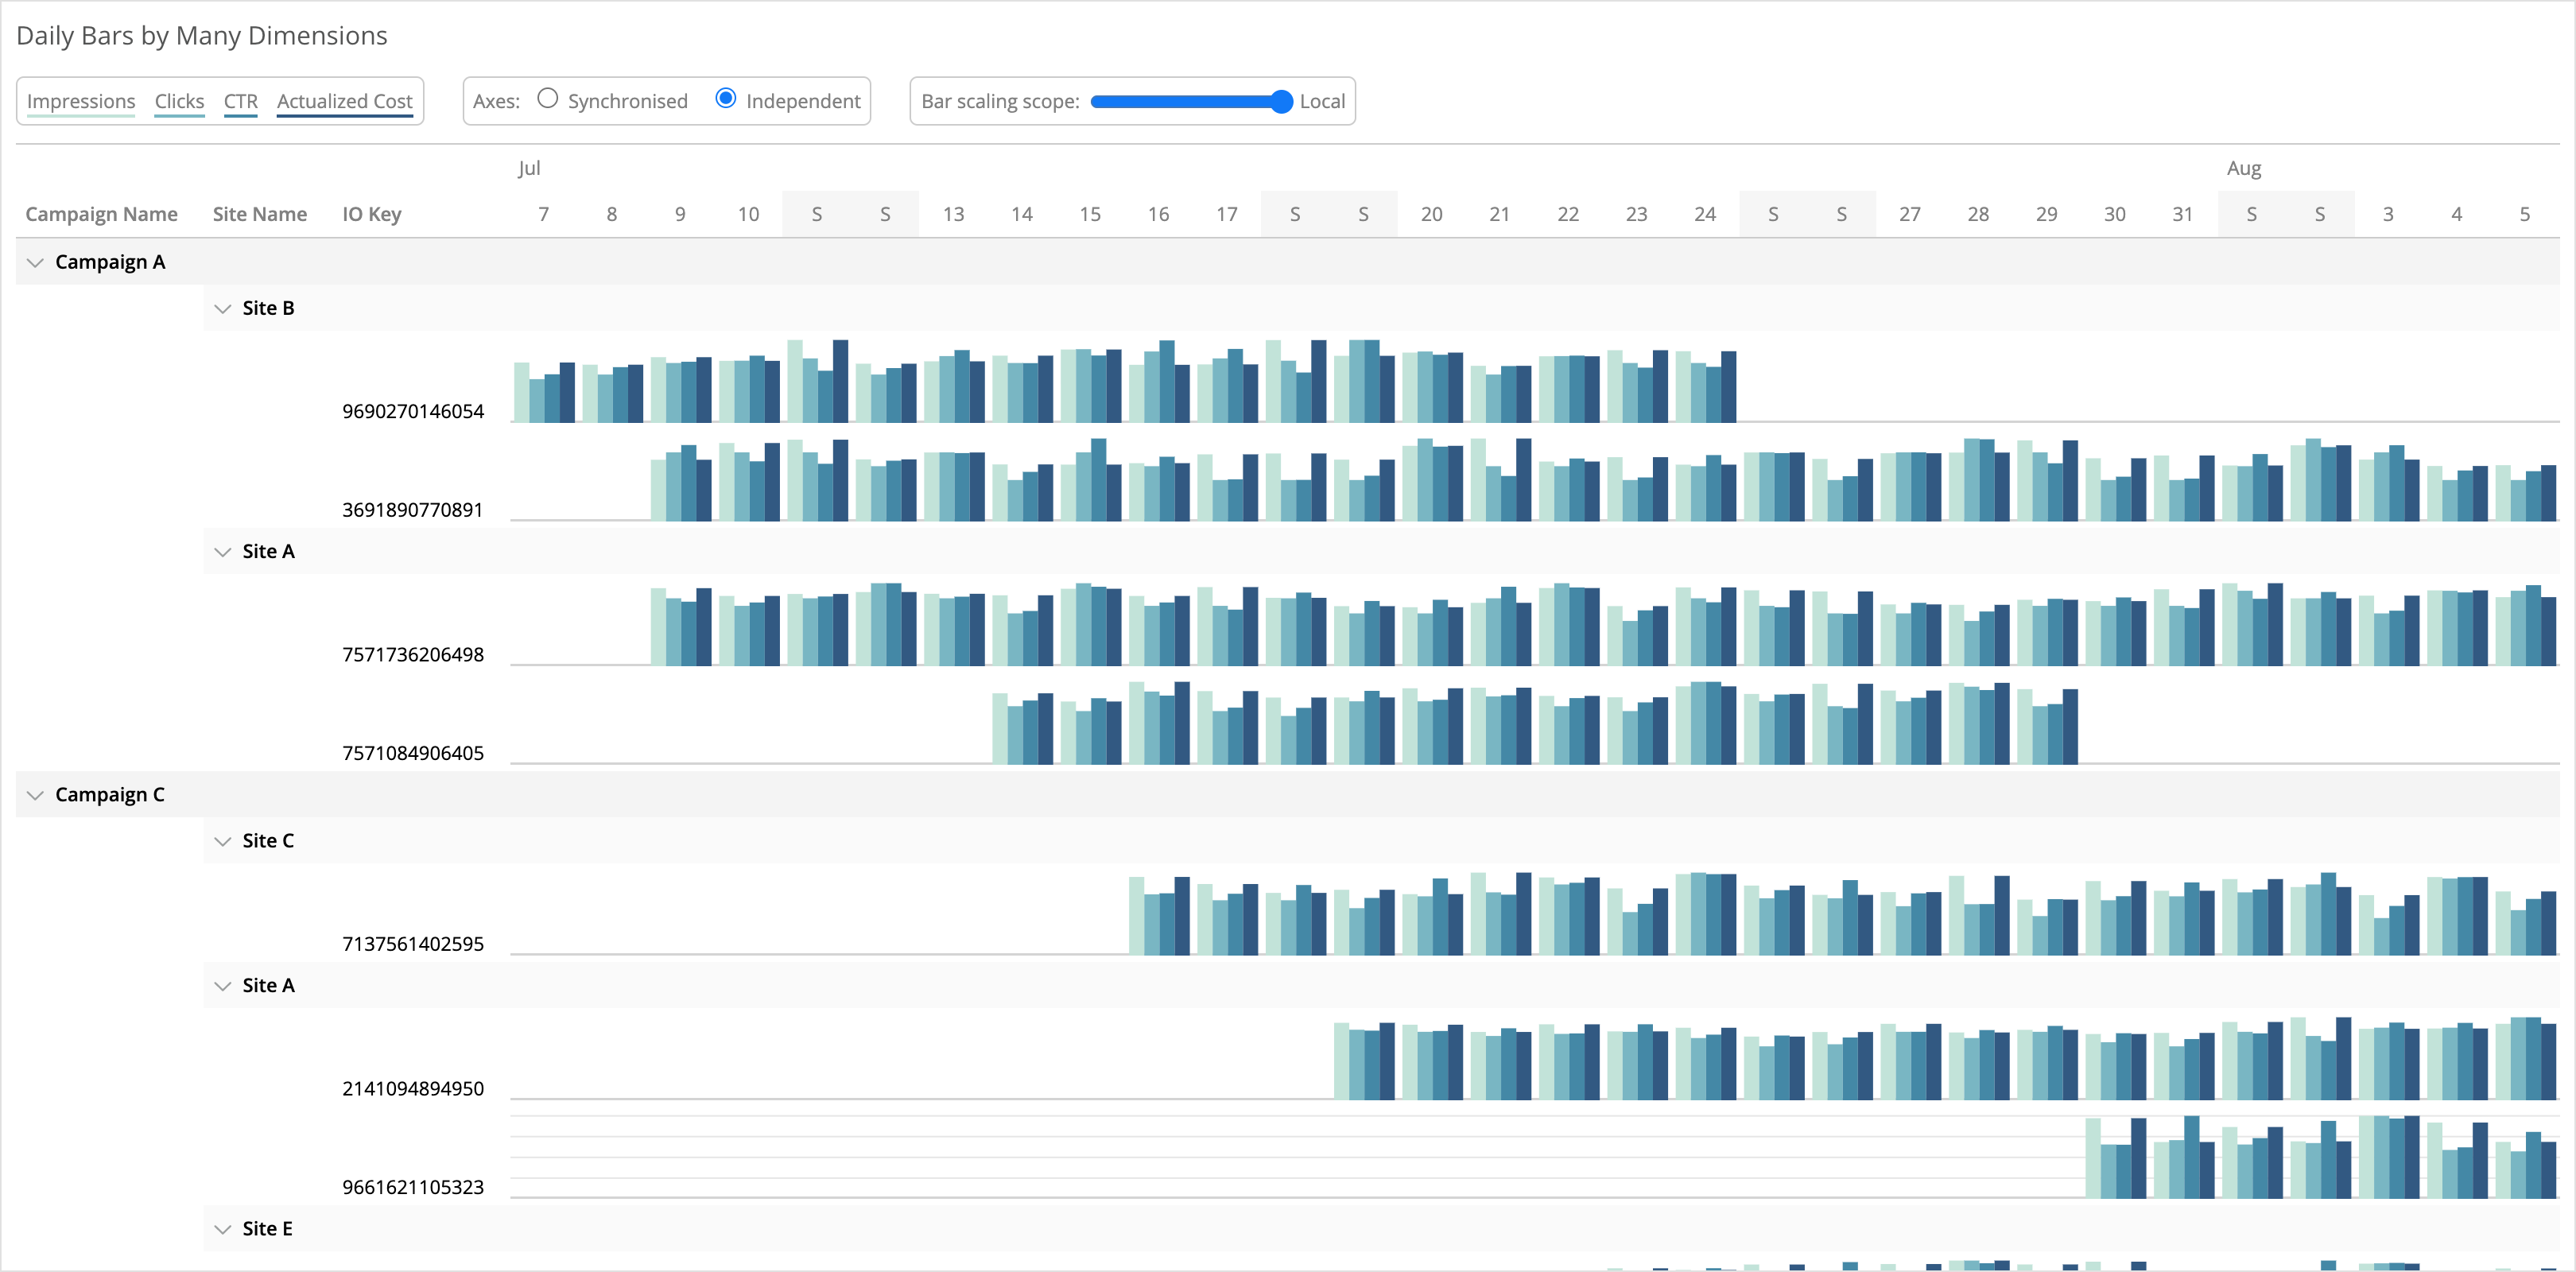 Daily Bars by Many Dimensions
Impressions Clicks CTR Actualized Cost Axes: Synchronised Independent Bar scaling scope: Local
Jul Aug
Campaign Name Site Name IO Key 7 8 9 10 S S 13 14 15 16 17 S S 20 21 22 23 24 S S 27 28 29 30 31 S S 3 4 5
Campaign A
Site B
9690270146054
3691890770891
Site A
7571736206498
7571084906405
Campaign C
Site C
7137561402595
Site A
2141094894950
9661621105323
Site E